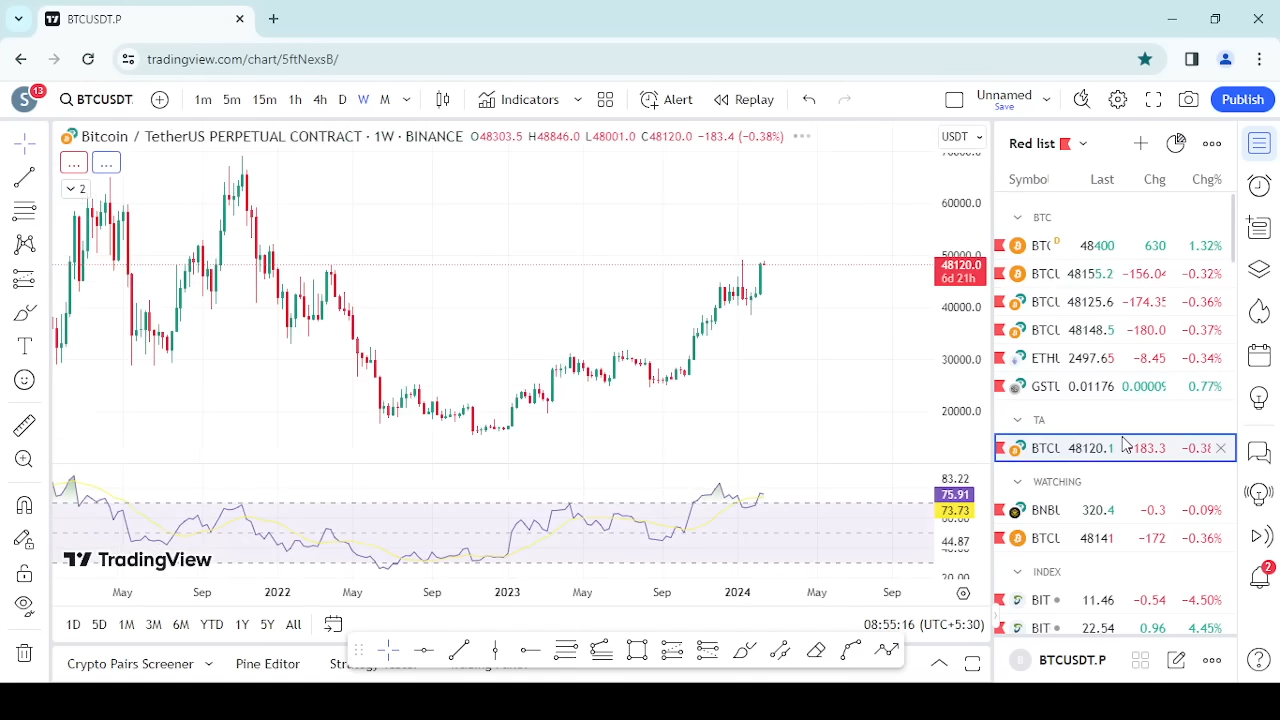 BTCUSDT.P
tradingview.com/chart/5ftNexsB/
S 13 BTCUSDT. 1m 5m 15m 1h 4h D W M Indicators Alert Replay Unnamed Save Publish
Bitcoin / TetherUS PERPETUAL CONTRACT · 1W · BINANCE O48303.5 H48846.0 L48001.0 C48120.0 −183.4 (−0.38%)
USDT
2
60000.0
48120.0
6d 21h
40000.0
30000.0
20000.0
83.22
75.91
73.73
44.87
20.00
TradingView
May Sep 2022 May Sep 2023 May Sep 2024 May Sep
1D 5D 1M 3M 6M YTD 1Y 5Y All
08:55:16 (UTC+5:30)
Crypto Pairs Screener Pine Editor
Red list
Symbol Last Chg Chg%
BTC
BTC D 48400 630 1.32%
BTCU 48155.2 −156.04 −0.32%
BTCU 48125.6 −174.35 −0.36%
BTCU 48148.5 −180.0 −0.37%
ETHU 2497.65 −8.45 −0.34%
GSTU 0.01176 0.00009 0.77%
TA
BTCU 48120.1 −183.3 −0.38
WATCHING
BNBU 320.4 −0.3 −0.09%
BTCU 48141 −172 −0.36%
INDEX
BIT 11.46 −0.54 −4.50%
BIT 22.54 0.96 4.45%
2
B BTCUSDT.P